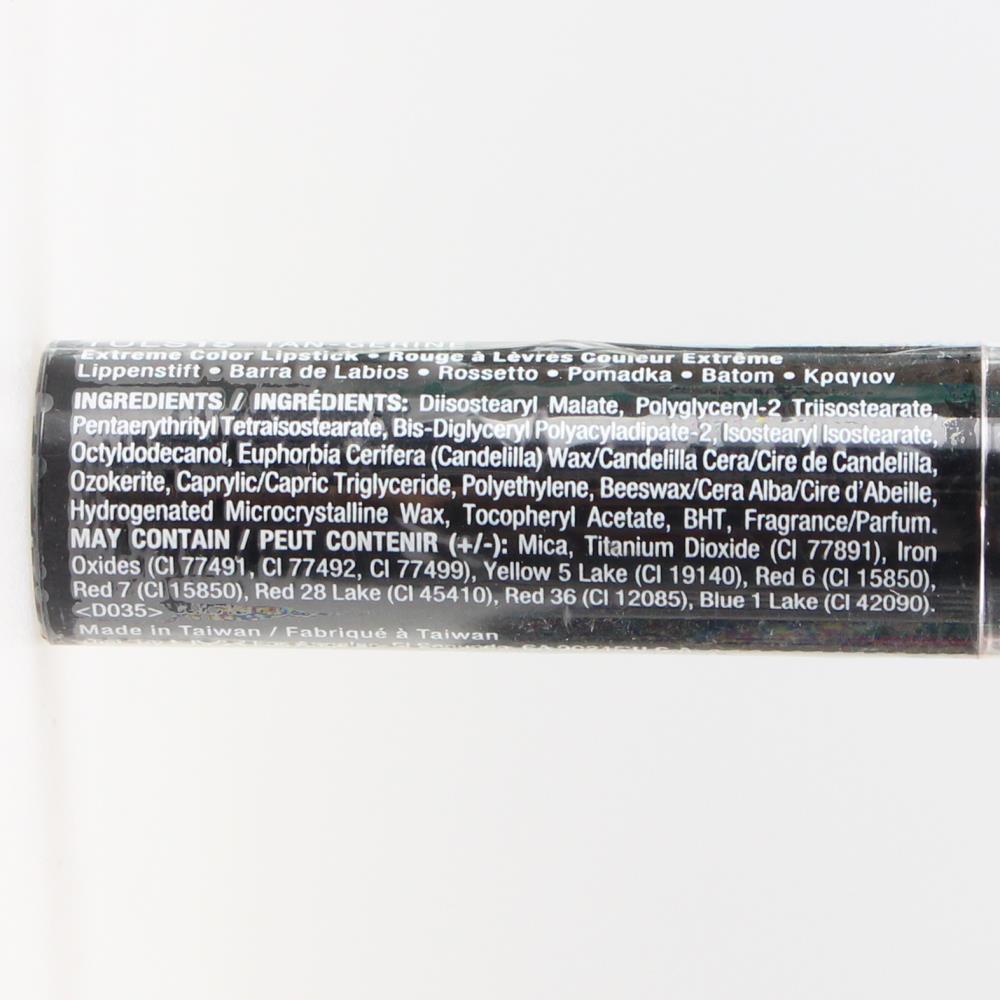 TAN-GERINE
Extreme Color Lipstick • Rouge à Lèvres Couleur Extrême
Lippenstift • Barra de Labios • Rossetto • Pomadka • Batom • Κραγιον
INGREDIENTS / INGRÉDIENTS: Diisostearyl Malate, Polyglyceryl-2 Triisostearate,
Pentaerythrityl Tetraisostearate, Bis-Diglyceryl Polyacyladipate-2, Isostearyl Isostearate,
Octyldodecanol, Euphorbia Cerifera (Candelilla) Wax/Candelilla Cera/Cire de Candelilla,
Ozokerite, Caprylic/Capric Triglyceride, Polyethylene, Beeswax/Cera Alba/Cire d'Abeille,
Hydrogenated Microcrystalline Wax, Tocopheryl Acetate, BHT, Fragrance/Parfum.
MAY CONTAIN / PEUT CONTENIR (+/-): Mica, Titanium Dioxide (CI 77891), Iron
Oxides (CI 77491, CI 77492, CI 77499), Yellow 5 Lake (CI 19140), Red 6 (CI 15850),
Red 7 (CI 15850), Red 28 Lake (CI 45410), Red 36 (CI 12085), Blue 1 Lake (CI 42090).
<D035>
Made in Taiwan / Fabriqué à Taiwan